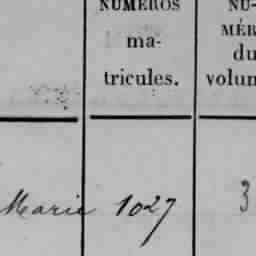 NUMÉROS
ma-
tricules.
NU-
MÉR
du
volum
Marie 1027 3